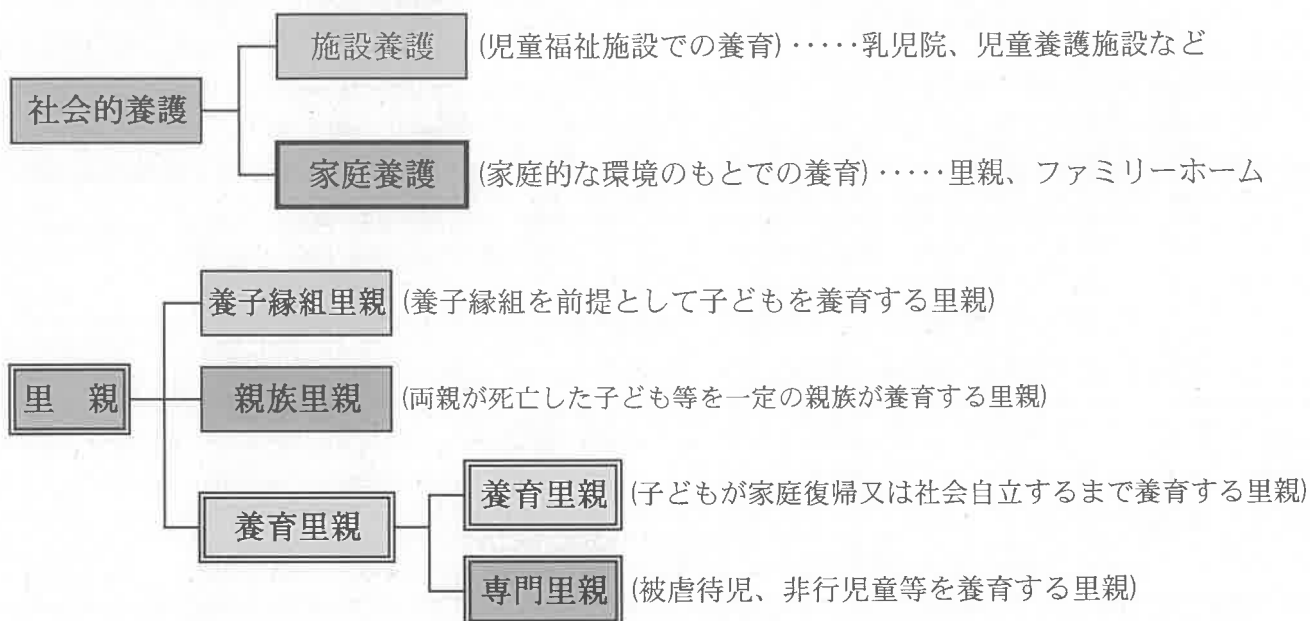 施設養護 (児童福祉施設での養育)・・・・・乳児院、児童養護施設など
社会的養護
家庭養護 (家庭的な環境のもとでの養育)・・・・・里親、ファミリーホーム
養子縁組里親 (養子縁組を前提として子どもを養育する里親)
里　親 親族里親 (両親が死亡した子ども等を一定の親族が養育する里親)
養育里親 (子どもが家庭復帰又は社会自立するまで養育する里親)
養育里親
専門里親 (被虐待児、非行児童等を養育する里親)